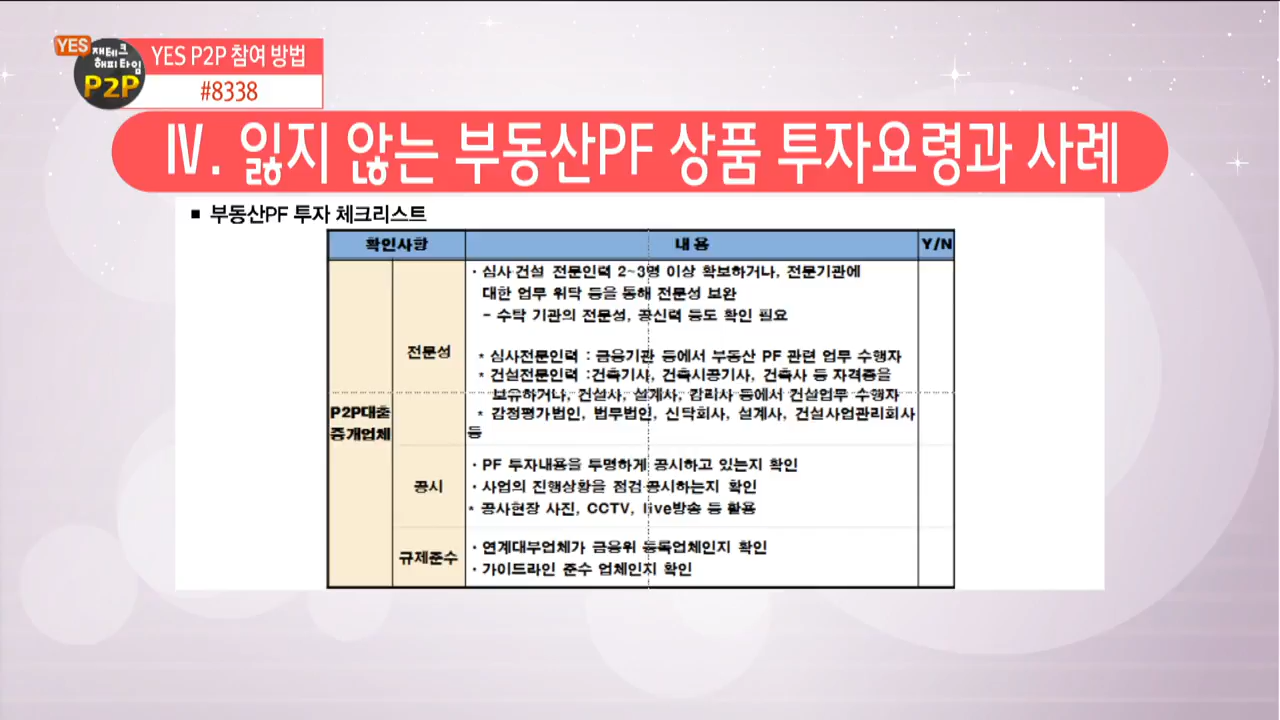 YES
재테크
해피타임
P2P
YES P2P 참여 방법
#8338
Ⅳ. 잃지 않는 부동산PF 상품 투자요령과 사례
■ 부동산PF 투자 체크리스트
확인사항 내 용 Y/N
P2P대출
중개업체
전문성
· 심사·건설 전문인력 2~3명 이상 확보하거나, 전문기관에
대한 업무 위탁 등을 통해 전문성 보완
- 수탁 기관의 전문성, 공신력 등도 확인 필요
* 심사전문인력 : 금융기관 등에서 부동산 PF 관련 업무 수행자
* 건설전문인력 :건축기사, 건축시공기사, 건축사 등 자격증을
보유하거나, 건설사, 설계사, 감리사 등에서 건설업무 수행자
* 감정평가법인, 법무법인, 신탁회사, 설계사, 건설사업관리회사
등
공시
· PF 투자내용을 투명하게 공시하고 있는지 확인
· 사업의 진행상황을 점검·공시하는지 확인
* 공사현장 사진, CCTV, live방송 등 활용
규제준수
· 연계대부업체가 금융위 등록업체인지 확인
· 가이드라인 준수 업체인지 확인